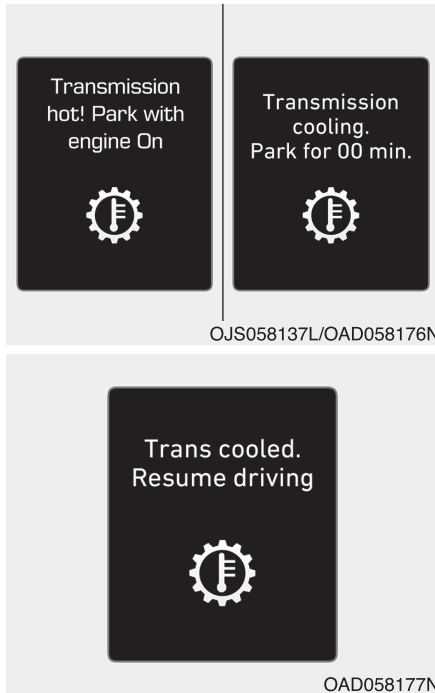 Transmission
hot! Park with
engine On
Transmission
cooling.
Park for 00 min.
OJS058137L/OAD058176N
Trans cooled.
Resume driving
OAD058177N